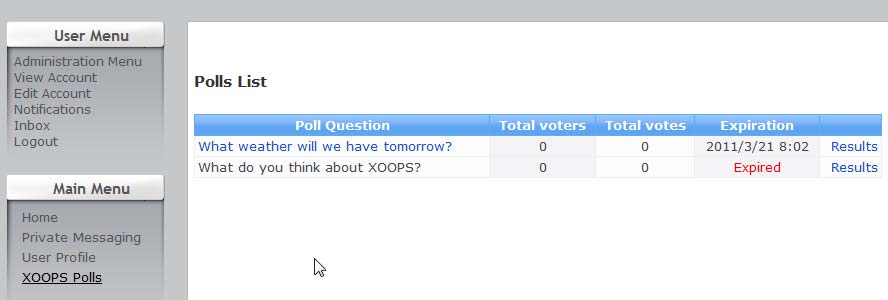 User Menu
Administration Menu
View Account
Edit Account
Notifications
Inbox
Logout
Main Menu
Home
Private Messaging
User Profile
XOOPS Polls
Polls List
Poll Question Total voters Total votes Expiration
What weather will we have tomorrow? 0 0 2011/3/21 8:02 Results
What do you think about XOOPS? 0 0 Expired Results